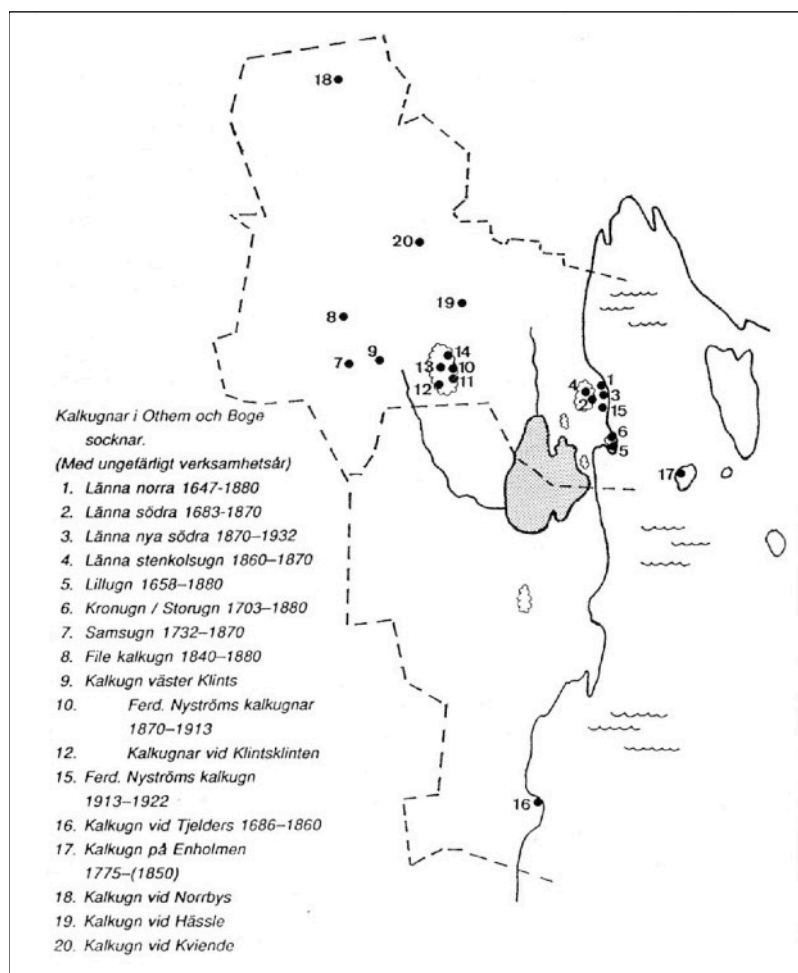 18
20
19
8
14
9
13
10
7
11
12
1
4
3
2
15
6
5
17
16
Kalkugnar i Othem och Boge
socknar.
(Med ungefärligt verksamhetsår)
1. Länna norra 1647-1880
2. Länna södra 1683-1870
3. Länna nya södra 1870–1932
4. Länna stenkolsugn 1860–1870
5. Lillugn 1658–1880
6. Kronugn / Storugn 1703–1880
7. Samsugn 1732–1870
8. File kalkugn 1840–1880
9. Kalkugn väster Klints
10. Ferd. Nyströms kalkugnar
1870–1913
12. Kalkugnar vid Klintsklinten
15. Ferd. Nyströms kalkugn
1913–1922
16. Kalkugn vid Tjelders 1686–1860
17. Kalkugn på Enholmen
1775–(1850)
18. Kalkugn vid Norrbys
19. Kalkugn vid Hässle
20. Kalkugn vid Kviende